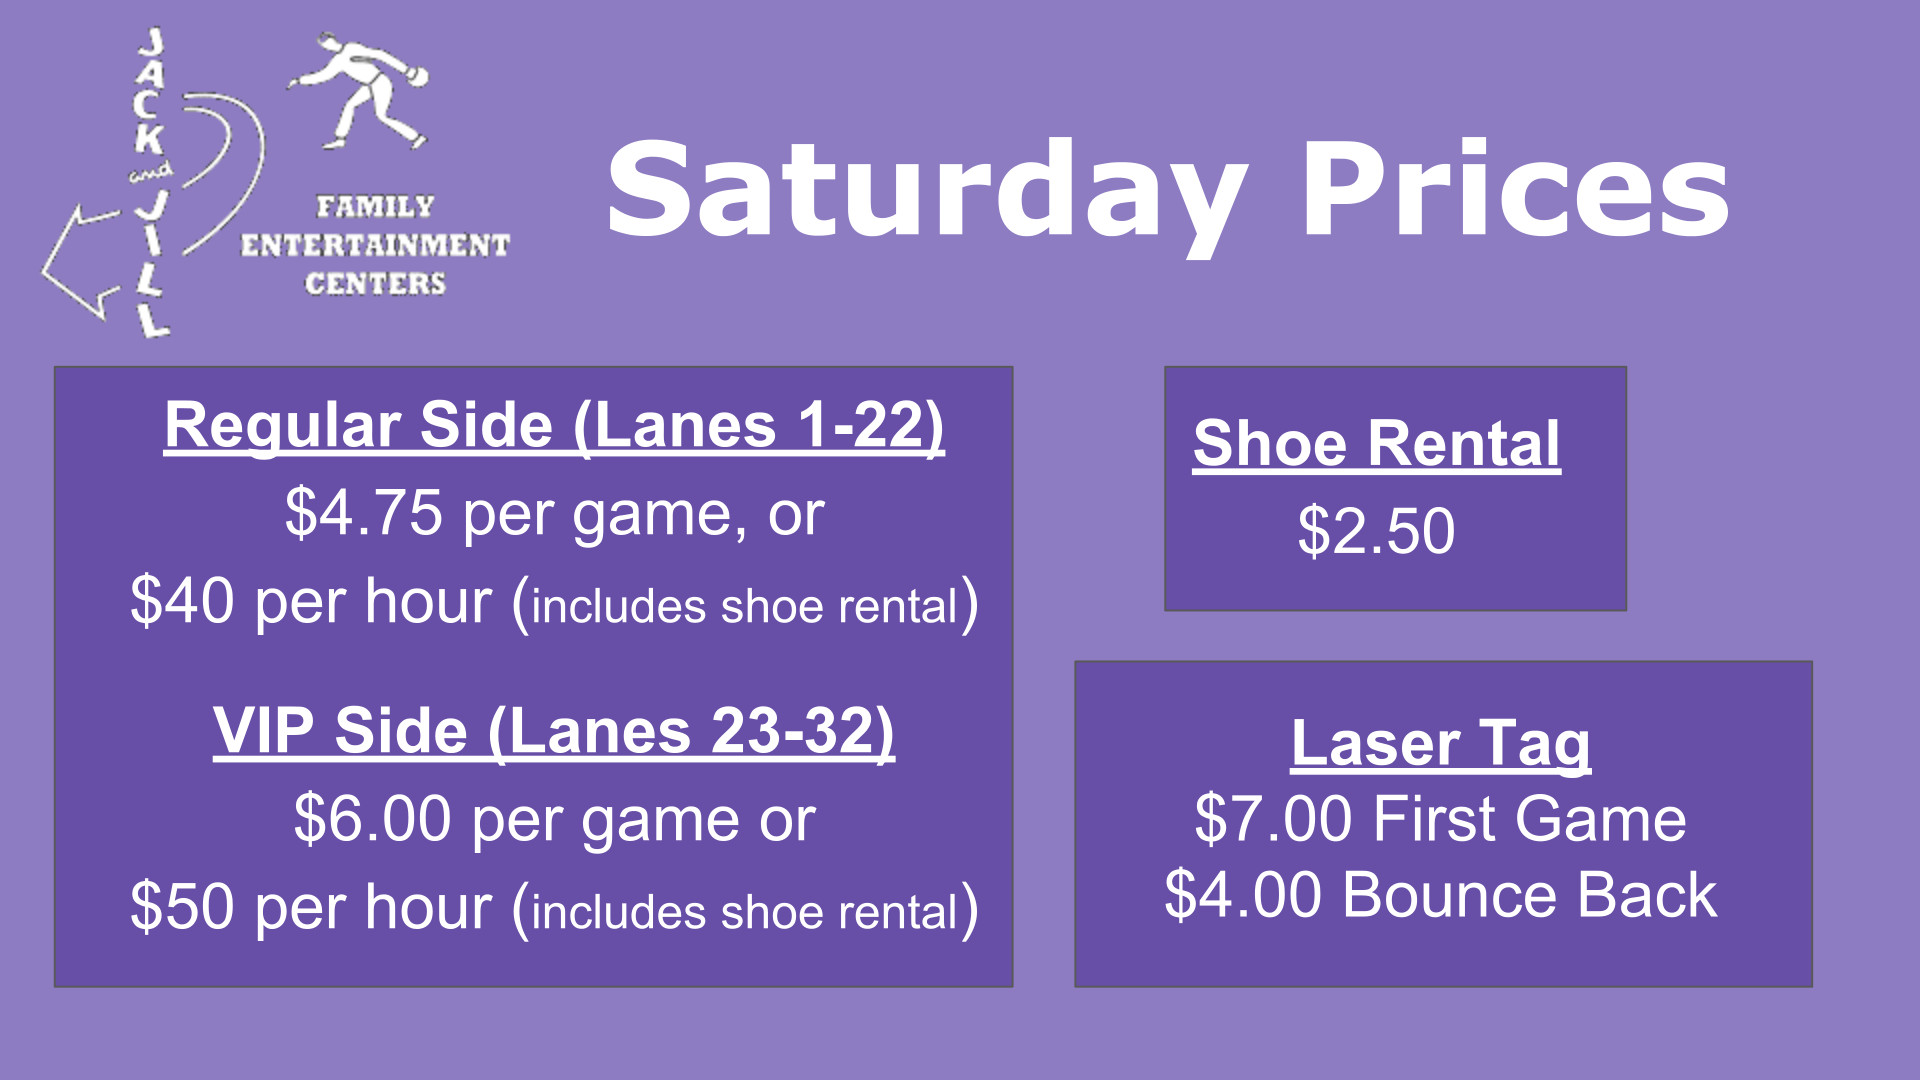 JACK and JILL
FAMILY
ENTERTAINMENT
CENTERS
Saturday Prices
Regular Side (Lanes 1-22)
$4.75 per game, or
$40 per hour (includes shoe rental)
VIP Side (Lanes 23-32)
$6.00 per game or
$50 per hour (includes shoe rental)
Shoe Rental
$2.50
Laser Tag
$7.00 First Game
$4.00 Bounce Back